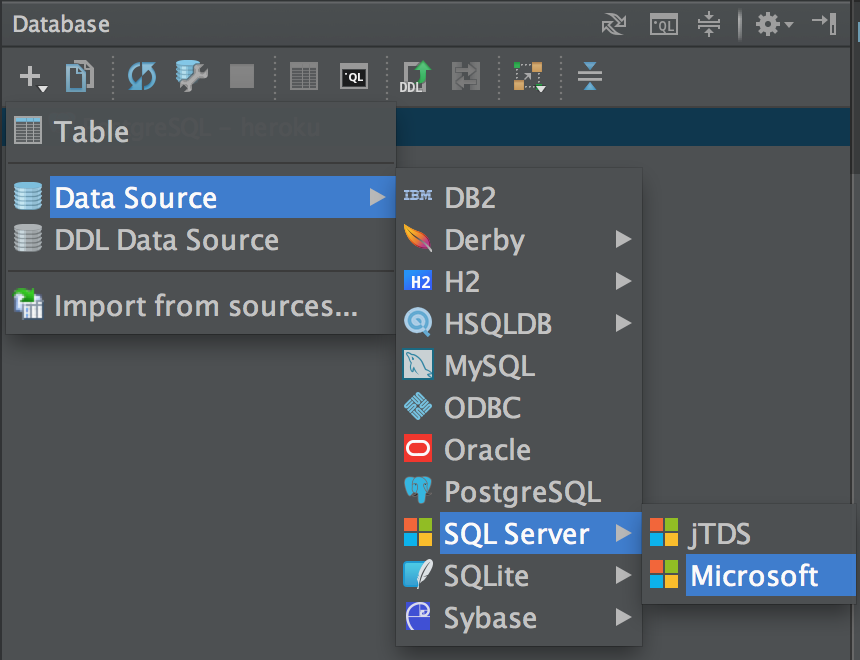 Database
QL
QL
DDL
PostgreSQL - heroku
Table
Data Source
DDL Data Source
Import from sources...
IBM DB2
Derby
H2 H2
HSQLDB
MySQL
ODBC
Oracle
PostgreSQL
SQL Server
SQLite
Sybase
jTDS
Microsoft